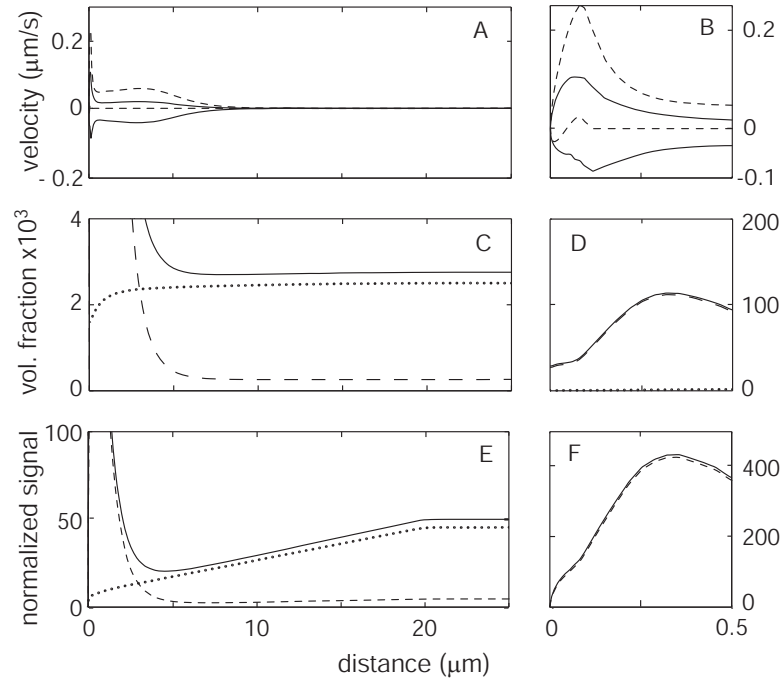 0.2
0
- 0.2
velocity (μm/s)
A
B
0.2
0
-0.1
4
2
0
vol. fraction x10³
C
D
200
100
0
100
50
0
normalized signal
E
F
400
200
0
0
10
20
0
0.5
distance (μm)